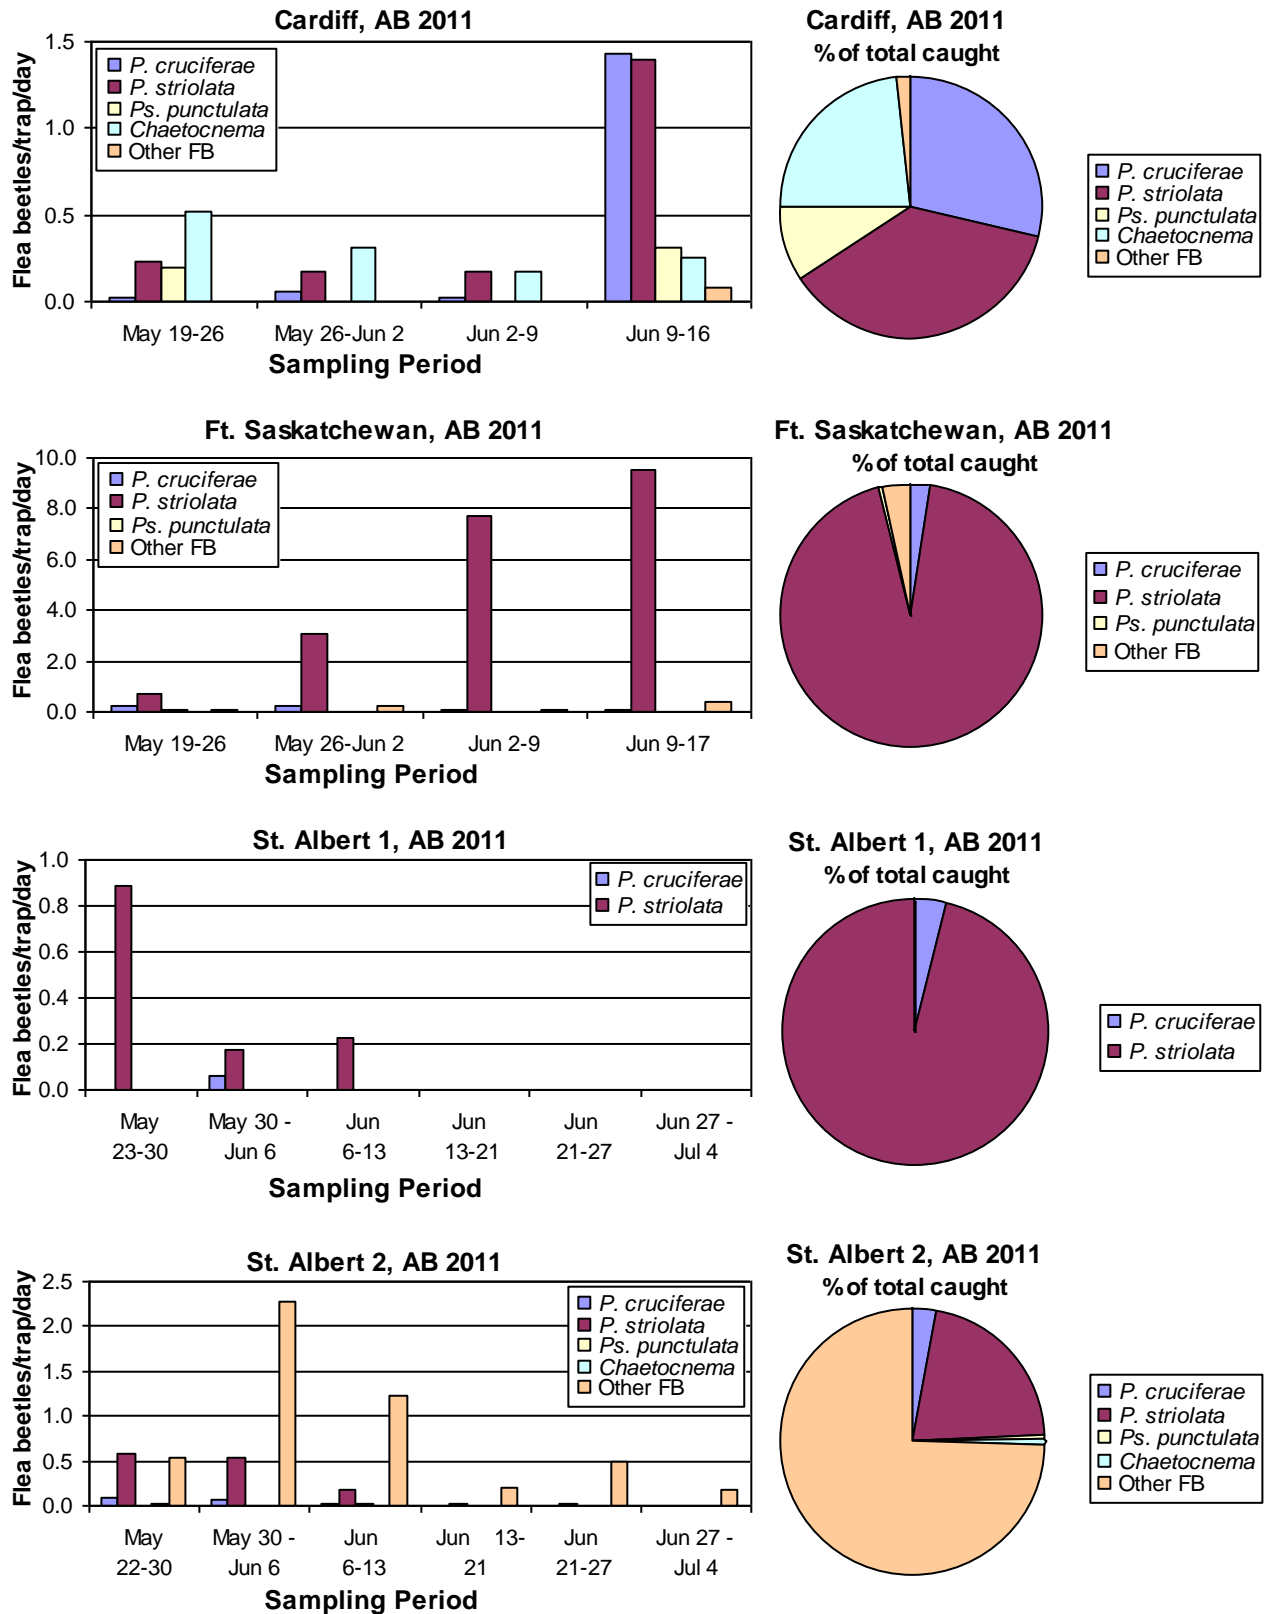 Cardiff, AB 2011
Flea beetles/trap/day
1.5
1.0
0.5
0.0
P. cruciferae
P. striolata
Ps. punctulata
Chaetocnema
Other FB
May 19-26
May 26-Jun 2
Jun 2-9
Jun 9-16
Sampling Period
Cardiff, AB 2011
% of total caught
P. cruciferae
P. striolata
Ps. punctulata
Chaetocnema
Other FB
Ft. Saskatchewan, AB 2011
Flea beetles/trap/day
10.0
8.0
6.0
4.0
2.0
0.0
P. cruciferae
P. striolata
Ps. punctulata
Other FB
May 19-26
May 26-Jun 2
Jun 2-9
Jun 9-17
Sampling Period
Ft. Saskatchewan, AB 2011
% of total caught
P. cruciferae
P. striolata
Ps. punctulata
Other FB
St. Albert 1, AB 2011
Flea beetles/trap/day
1.0
0.8
0.6
0.4
0.2
0.0
P. cruciferae
P. striolata
May
23-30
May 30 -
Jun 6
Jun
6-13
Jun
13-21
Jun
21-27
Jun 27 -
Jul 4
Sampling Period
St. Albert 1, AB 2011
% of total caught
P. cruciferae
P. striolata
St. Albert 2, AB 2011
Flea beetles/trap/day
2.5
2.0
1.5
1.0
0.5
0.0
P. cruciferae
P. striolata
Ps. punctulata
Chaetocnema
Other FB
May
22-30
May 30 -
Jun 6
Jun
6-13
Jun 13-
21
Jun
21-27
Jun 27 -
Jul 4
Sampling Period
St. Albert 2, AB 2011
% of total caught
P. cruciferae
P. striolata
Ps. punctulata
Chaetocnema
Other FB